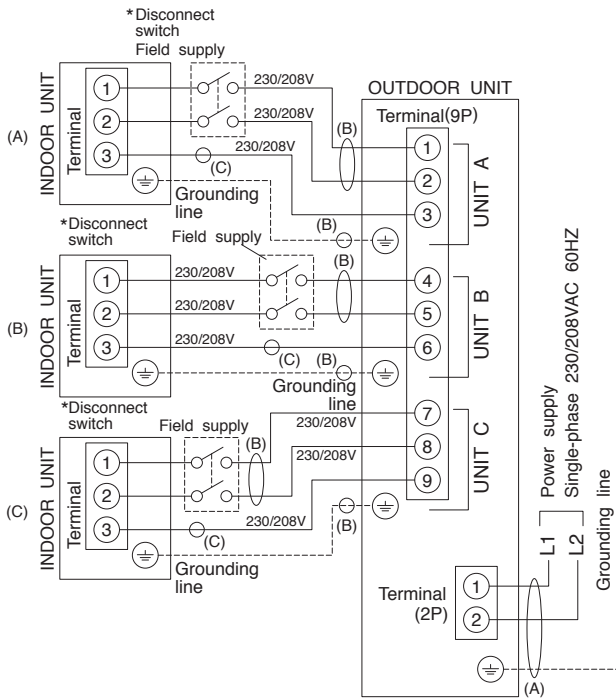 *Disconnect
switch
Field supply
(A)
INDOOR UNIT
Terminal
1
2
3
230/208V
230/208V
230/208V
(C)
(B)
Grounding
line
(B)
OUTDOOR UNIT
Terminal(9P)
1
2
3
UNIT A
*Disconnect
switch
Field supply
(B)
INDOOR UNIT
Terminal
1
2
3
230/208V
230/208V
230/208V
(B)
(C)
(B)
Grounding
line
4
5
6
UNIT B
*Disconnect
switch
Field supply
(C)
INDOOR UNIT
Terminal
1
2
3
(B)
230/208V
230/208V
230/208V
(C)
(B)
Grounding
line
7
8
9
UNIT C
Power supply
Single-phase 230/208VAC 60HZ
L1
L2
Grounding line
Terminal
(2P)
1
2
(A)